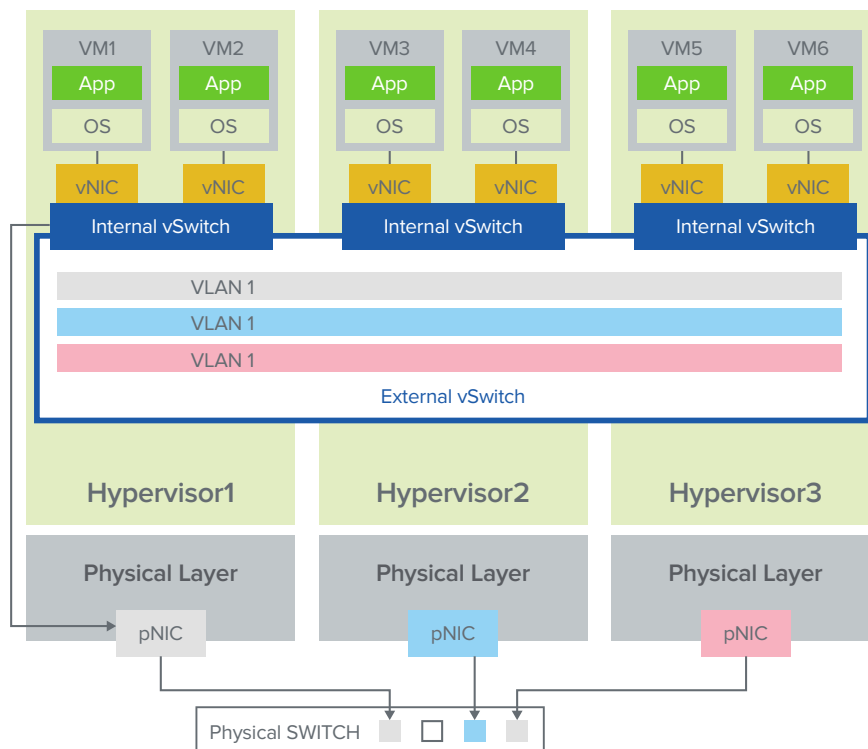 VM1 VM2 VM3 VM4 VM5 VM6
App App App App App App
OS OS OS OS OS OS
vNIC vNIC vNIC vNIC vNIC vNIC
Internal vSwitch Internal vSwitch Internal vSwitch
VLAN 1
VLAN 1
VLAN 1
External vSwitch
Hypervisor1 Hypervisor2 Hypervisor3
Physical Layer Physical Layer Physical Layer
pNIC pNIC pNIC
Physical SWITCH